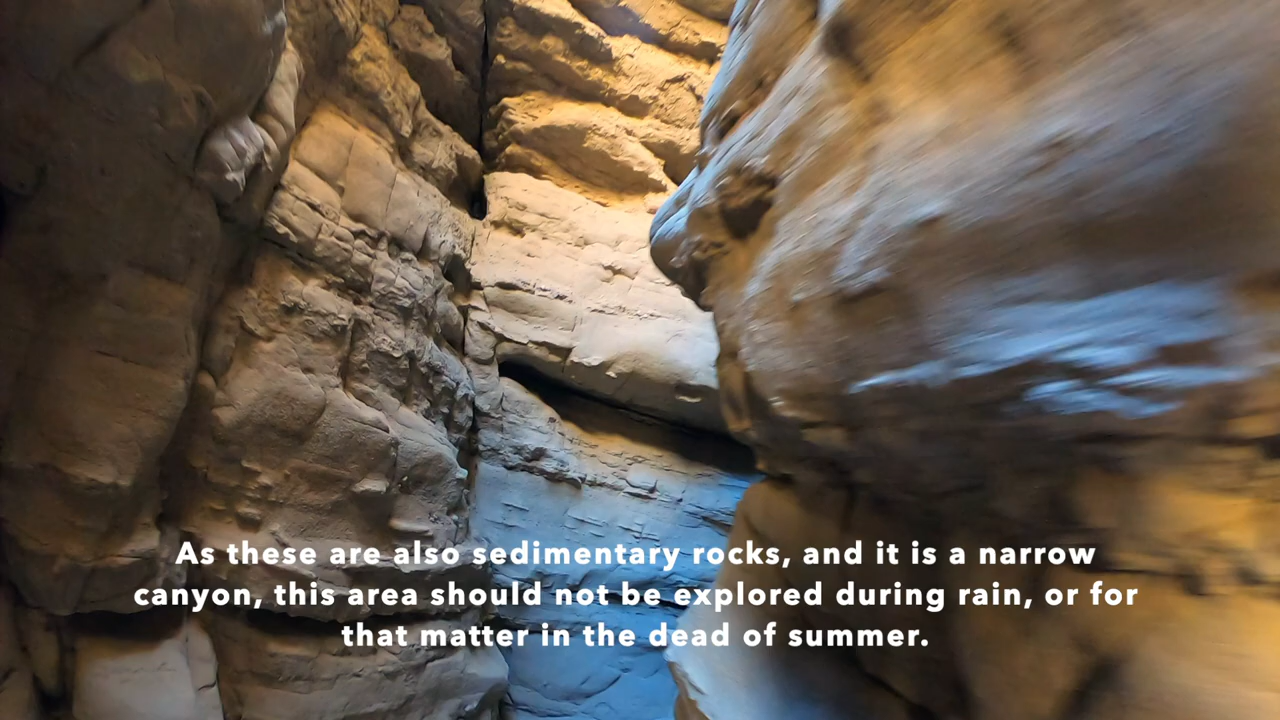 As these are also sedimentary rocks, and it is a narrow
canyon, this area should not be explored during rain, or for
that matter in the dead of summer.